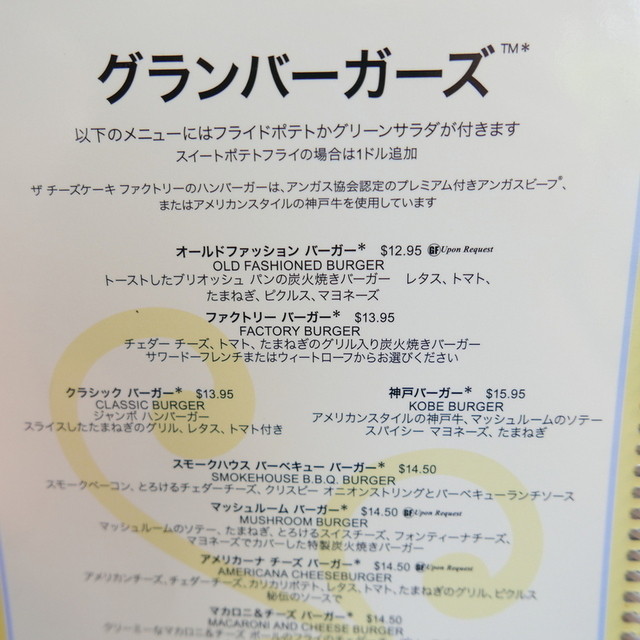 グランバーガーズ™*
以下のメニューにはフライドポテトかグリーンサラダが付きます
スイートポテトフライの場合は1ドル追加
ザ チーズケーキ ファクトリーのハンバーガーは、アンガス協会認定のプレミアム付きアンガスビーフ®、
またはアメリカンスタイルの神戸牛を使用しています
オールドファッション バーガー* $12.95 GF Upon Request
OLD FASHIONED BURGER
トーストしたブリオッシュ パンの炭火焼きバーガー レタス、トマト、
たまねぎ、ピクルス、マヨネーズ
ファクトリー バーガー* $13.95
FACTORY BURGER
チェダー チーズ、トマト、たまねぎのグリル入り炭火焼きバーガー
サワードーフレンチまたはウィートローフからお選びください
クラシック バーガー* $13.95
CLASSIC BURGER
ジャンボ ハンバーガー
スライスしたたまねぎのグリル、レタス、トマト付き
神戸バーガー* $15.95
KOBE BURGER
アメリカンスタイルの神戸牛、マッシュルームのソテー
スパイシー マヨネーズ、たまねぎ
スモークハウス バーベキュー バーガー* $14.50
SMOKEHOUSE B.B.Q. BURGER
スモークベーコン、とろけるチェダーチーズ、クリスピー オニオンストリングとバーベキューランチソース
マッシュルーム バーガー* $14.50 GF Upon Request
MUSHROOM BURGER
マッシュルームのソテー、たまねぎ、とろけるスイスチーズ、フォンティーナチーズ、
マヨネーズでカバーした特製炭火焼きバーガー
アメリカーナ チーズ バーガー* $14.50 GF Upon Request
AMERICANA CHEESEBURGER
アメリカンチーズ、チェダーチーズ、カリカリポテト、レタス、トマト、たまねぎのグリル、ピクルス
秘伝のソースで
マカロニ&チーズ バーガー* $14.50
MACARONI AND CHEESE BURGER
クリーミーなマカロニ&チーズ ボールのフライの